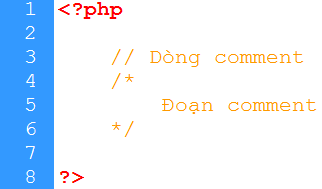 1 <?php
2
3 // Dòng comment
4 /*
5 Đoạn comment
6 */
7
8 ?>